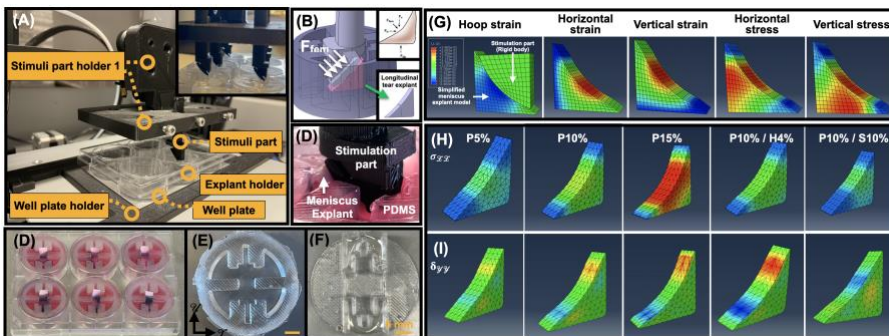 (A)
Stimuli part holder 1
Stimuli part
Explant holder
Well plate holder
Well plate
(B)
Ffem
Longitudinal
tear explant
(D)
Stimulation
part
Meniscus
Explant
PDMS
(D)
(E)
(F)
(G)
Hoop strain
Horizontal
strain
Vertical strain
Horizontal
stress
Vertical stress
Stimulation part
(Rigid body)
Simplified
meniscus
explant model
(H)
P5%
P10%
P15%
P10% / H4%
P10% / S10%
σxx
(I)
δyy